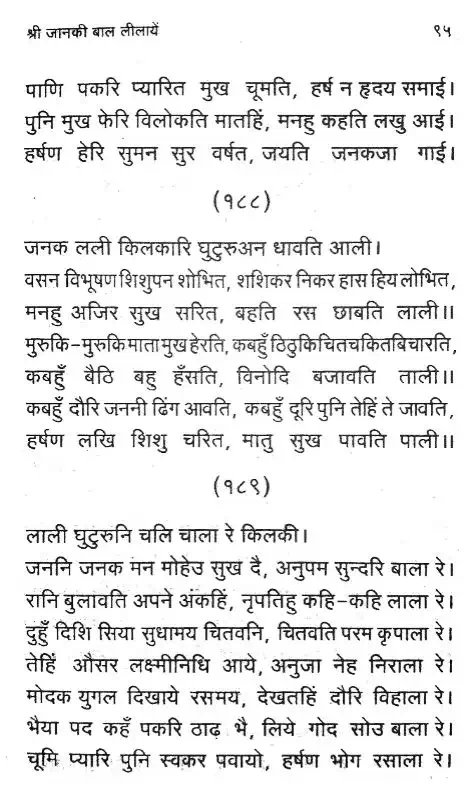 श्री जानकी बाल लीलायें ९५
पाणि पकरि प्यारित मुख चूमति, हर्ष न हृदय समाई।
पुनि मुख फेरि विलोकति मातहिं, मनहु कहति लखु आई।
हर्षण हेरि सुमन सुर वर्षत, जयति जनकजा गाई।
(१८८)
जनक लली किलकारि घुटुरुअन धावति आली।
वसन विभूषण शिशुपन शोभित, शशिकर निकर हास हिय लोभित,
मनहु अजिर सुख सरित, बहति रस छाबति लाली।।
मुरुकि-मुरुकि माता मुख हेरति, कबहुँ ठिठुकि चितचकित बिचारति,
कबहुँ बैठि बहु हँसति, विनोदि बजावति ताली।।
कबहुँ दौरि जननी ढिंग आवति, कबहुँ दूरि पुनि तेहिं ते जावति,
हर्षण लखि शिशु चरित, मातु सुख पावति पाली।।
(१८९)
लाली घुटुरुनि चलि चाला रे किलकी।
जननि जनक मन मोहेउ सुख दै, अनुपम सुन्दरि बाला रे।
रानि बुलावति अपने अंकहिं, नृपतिहु कहि-कहि लाला रे।
दुहुँ दिशि सिया सुधामय चितवनि, चितवति परम कृपाला रे।
तेहिं औसर लक्ष्मीनिधि आये, अनुजा नेह निराला रे।
मोदक युगल दिखाये रसमय, देखतहिं दौरि विहाला रे।
भैया पद कहँ पकरि ठाढ़ भै, लिये गोद सोउ बाला रे।
चूमि प्यारि पुनि स्वकर पवायो, हर्षण भोग रसाला रे।